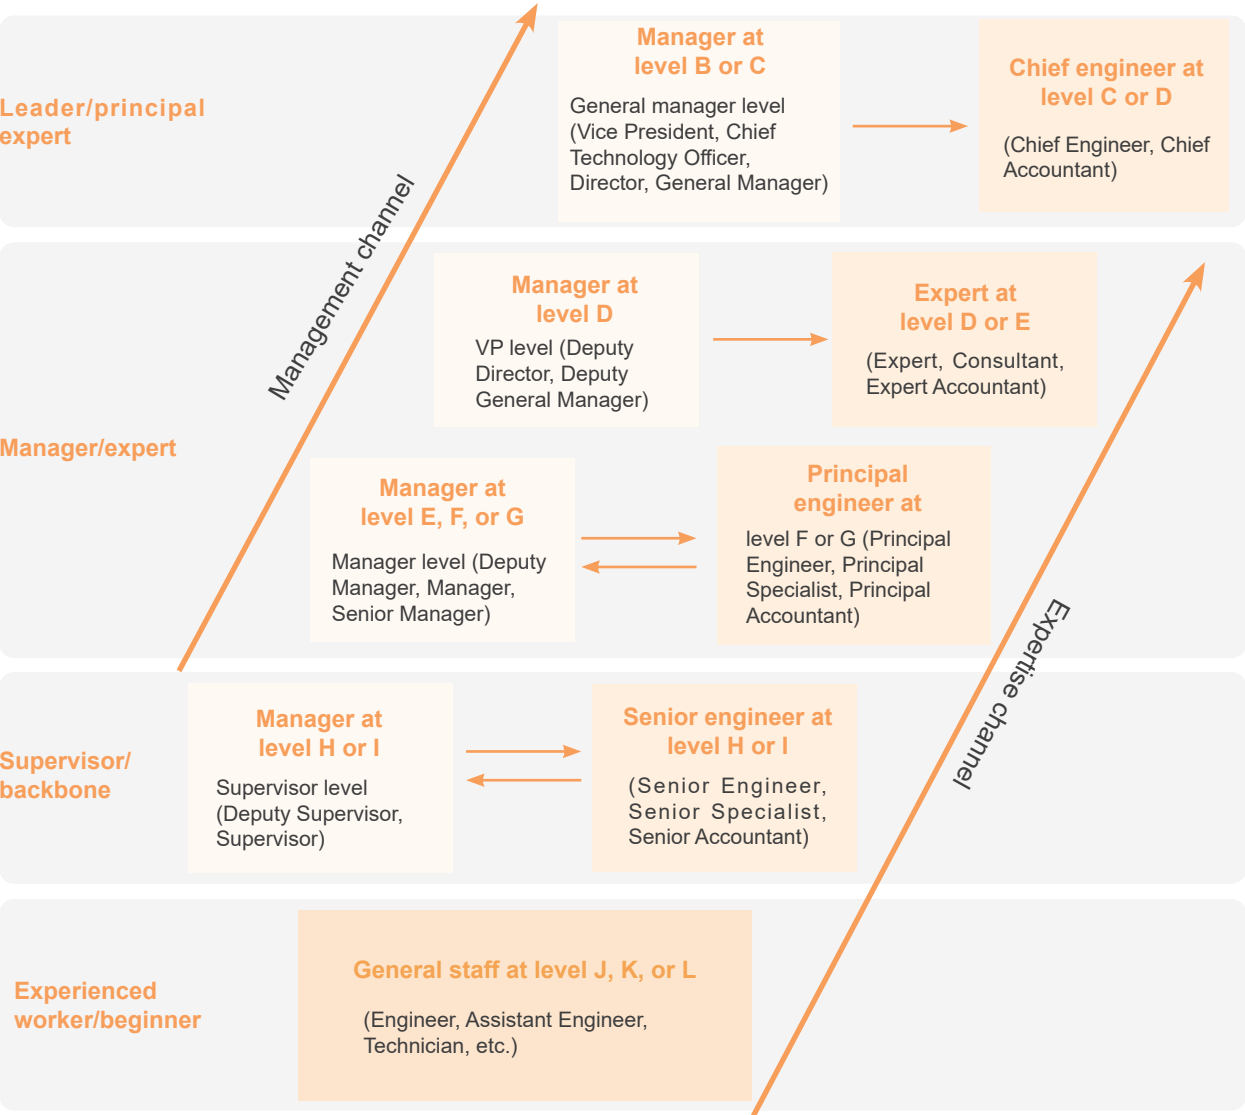 Leader/principal
expert
Management channel
Manager at
level B or C
General manager level
(Vice President, Chief
Technology Officer,
Director, General Manager)
Chief engineer at
level C or D
(Chief Engineer, Chief
Accountant)
Manager/expert
Manager at
level D
VP level (Deputy
Director, Deputy
General Manager)
Expert at
level D or E
(Expert, Consultant,
Expert Accountant)
Manager at
level E, F, or G
Manager level (Deputy
Manager, Manager,
Senior Manager)
Principal
engineer at
level F or G (Principal
Engineer, Principal
Specialist, Principal
Accountant)
Expertise channel
Supervisor/
backbone
Manager at
level H or I
Supervisor level
(Deputy Supervisor,
Supervisor)
Senior engineer at
level H or I
(Senior Engineer,
Senior Specialist,
Senior Accountant)
Experienced
worker/beginner
General staff at level J, K, or L
(Engineer, Assistant Engineer,
Technician, etc.)